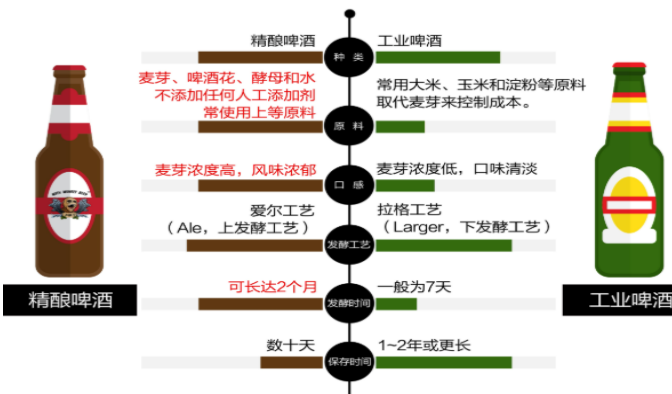 精酿啤酒
工业啤酒
种类
麦芽、啤酒花、酵母和水
不添加任何人工添加剂
常使用上等原料
常用大米、玉米和淀粉等原料
取代麦芽来控制成本。
原料
麦芽浓度高，风味浓郁
麦芽浓度低，口味清淡
口感
爱尔工艺
（Ale，上发酵工艺）
拉格工艺
（Larger，下发酵工艺）
发酵工艺
可长达2个月
一般为7天
发酵时间
数十天
1~2年或更长
保存时间
精酿啤酒
工业啤酒